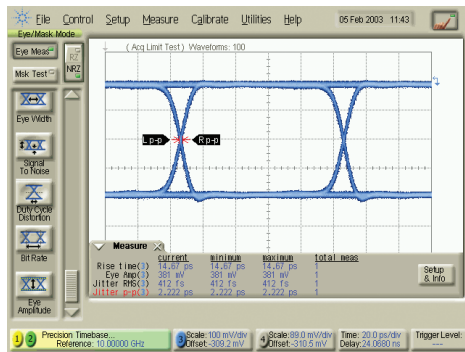 File Control Setup Measure Calibrate Utilities Help 05 Feb 2003 11:43
Eye/Mask Mode
Eye Meas
RZ
NRZ
Msk Test
( Acq Limit Test ) Waveforms: 100
Eye Width
Signal
To Noise
Duty Cycle
Distortion
Bit Rate
Eye
Amplitude
L p-p
R p-p
Measure
current minimum maximum total meas
Rise time(3) 14.67 ps 14.67 ps 14.67 ps 1
Eye Amp(3) 381 mV 381 mV 381 mV 1
Jitter RMS(3) 412 fs 412 fs 412 fs 1
Jitter p-p(3) 2.222 ps 2.222 ps 2.222 ps 1
Setup
& Info
1 2 Precision Timebase...
Reference: 10.00000 GHz
3 Scale: 100 mV/div
Offset: -309.2 mV
4 Scale: 89.0 mV/div
Offset: -310.5 mV
Time: 20.0 ps/div
Delay: 24.0680 ns
Trigger Level: